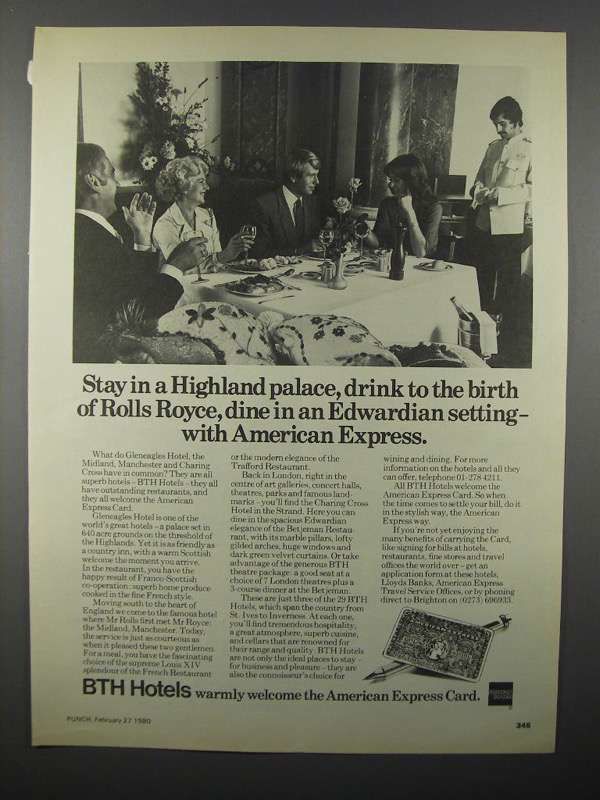 Stay in a Highland palace, drink to the birth
of Rolls Royce, dine in an Edwardian setting–
with American Express.
What do Gleneagles Hotel, the
Midland, Manchester and Charing
Cross have in common? They are all
superb hotels – BTH Hotels – they all
have outstanding restaurants, and
they all welcome the American
Express Card.
Gleneagles Hotel is one of the
world's great hotels – a palace set in
640 acre grounds on the threshold of
the Highlands. Yet it is as friendly as
a country inn, with a warm Scottish
welcome the moment you arrive.
In the restaurant, you have the
happy result of Franco-Scottish
co-operation: superb home produce
cooked in the fine French style.
Moving south to the heart of
England we come to the famous hotel
where Mr Rolls first met Mr Royce:
the Midland, Manchester. Today,
the service is just as courteous as
when it pleased these two gentlemen.
For a meal, you have the fascinating
choice of the supreme Louis XIV
splendour of the French Restaurant
or the modern elegance of the
Trafford Restaurant.
Back in London, right in the
centre of art galleries, concert halls,
theatres, parks and famous land
marks – you'll find the Charing Cross
Hotel in the Strand. Here you can
dine in the spacious Edwardian
elegance of the Betjeman Restau-
rant, with its marble pillars, lofty
gilded arches, huge windows and
dark green velvet curtains. Or take
advantage of the generous BTH
theatre package: a good seat at a
choice of 7 London theatres plus a
3-course dinner at the Betjeman.
These are just three of the 29 BTH
Hotels, which span the country from
St. Ives to Inverness. At each one,
you'll find tremendous hospitality,
a great atmosphere, superb cuisine,
and cellars that are renowned for
their range and quality. BTH Hotels
are not only the ideal places to stay –
for business and pleasure – they are
also the connoisseur's choice for
wining and dining. For more
information on the hotels and all they
can offer, telephone 01-278 4211.
All BTH Hotels welcome the
American Express Card. So when
the time comes to settle your bill, do it
in the stylish way, the American
Express way.
If you're not yet enjoying the
many benefits of carrying the Card,
like signing for bills at hotels,
restaurants, fine stores and travel
offices the world over – get an
application form at these hotels,
Lloyds Banks, American Express
Travel Service Offices, or by phoning
direct to Brighton on (0273) 696933.
BTH Hotels warmly welcome the American Express Card.
PUNCH, February 27 1980
346